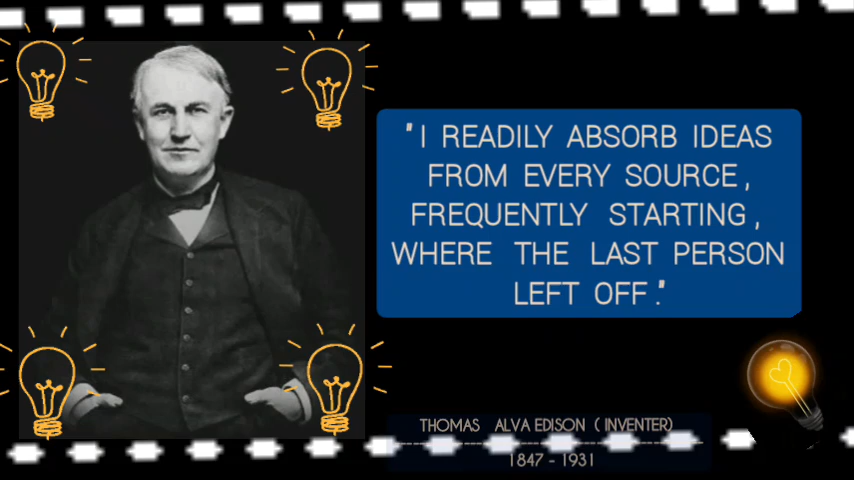 "I READILY ABSORB IDEAS
FROM EVERY SOURCE,
FREQUENTLY STARTING,
WHERE THE LAST PERSON
LEFT OFF."
THOMAS ALVA EDISON ( INVENTER)
1847 - 1931